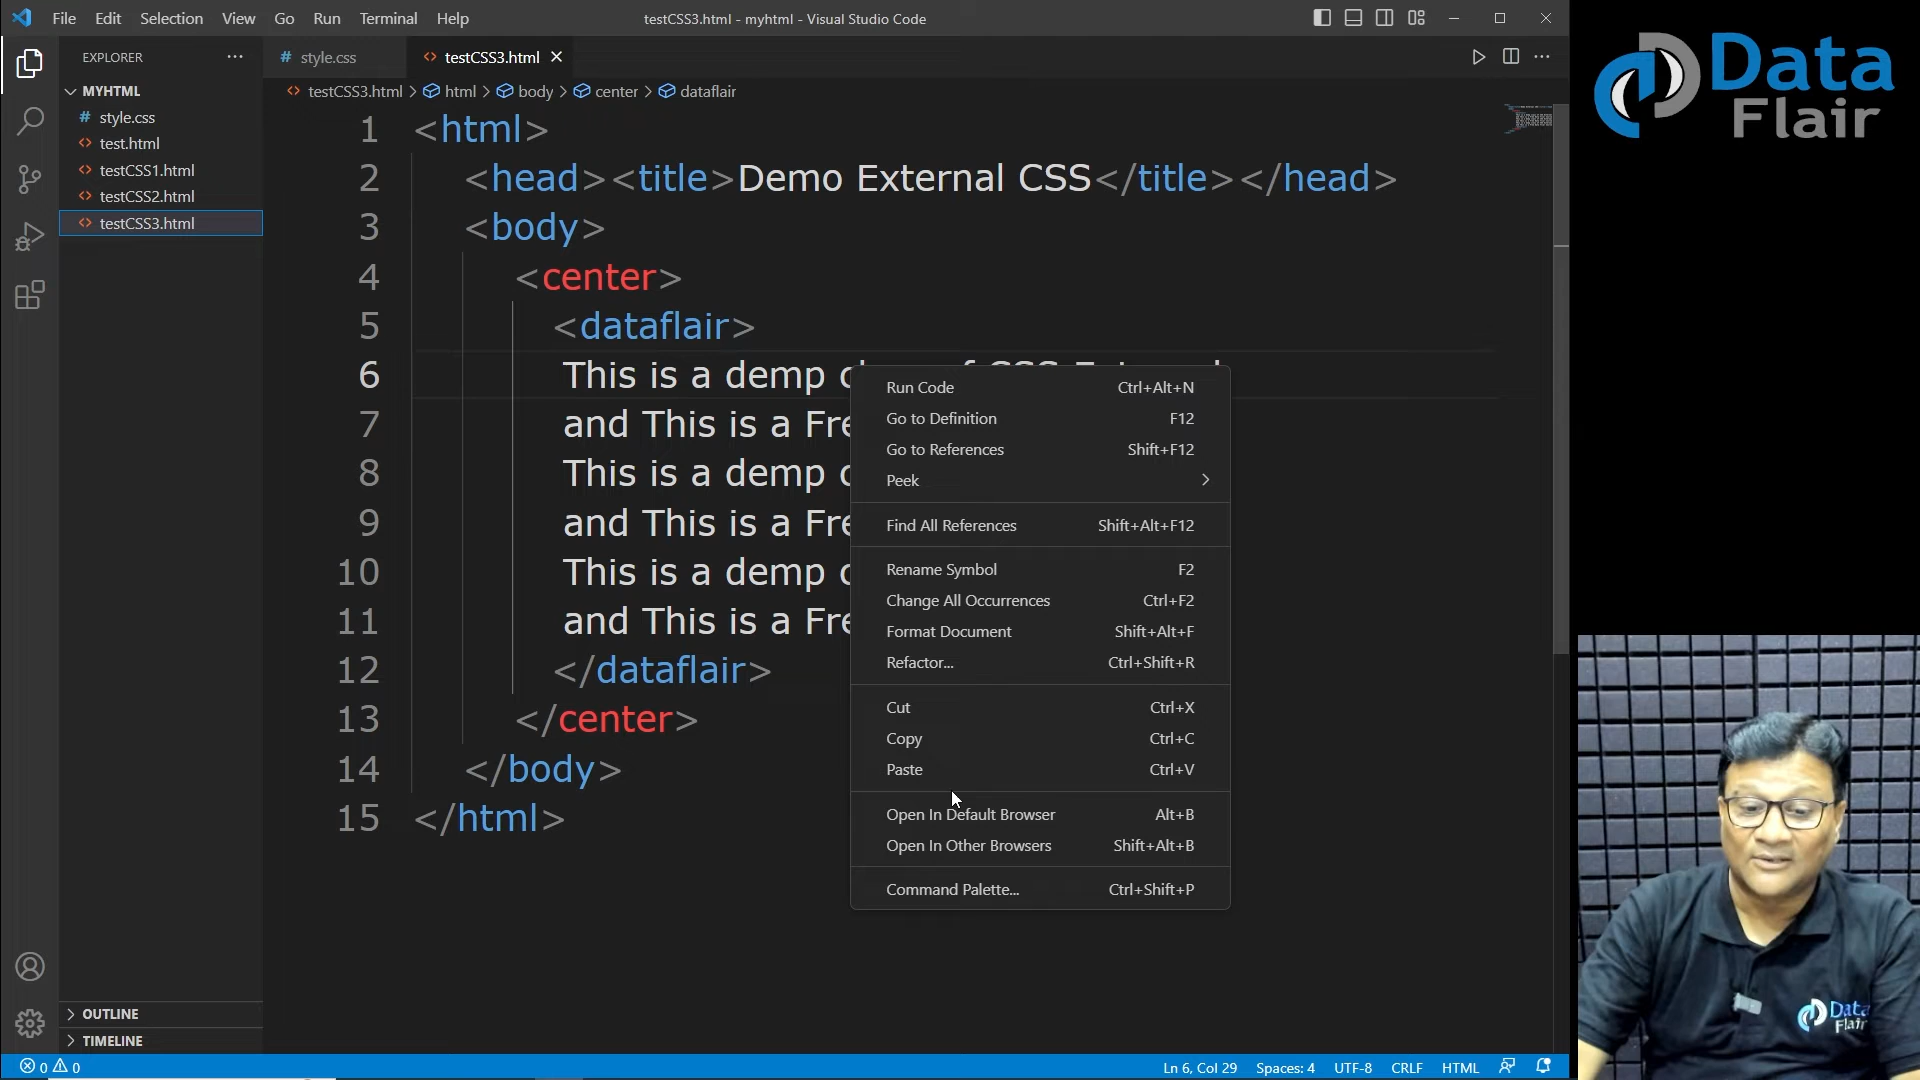 File Edit Selection View Go Run Terminal Help
testCSS3.html - myhtml - Visual Studio Code
EXPLORER
MYHTML
# style.css
<> test.html
<> testCSS1.html
<> testCSS2.html
<> testCSS3.html
OUTLINE
TIMELINE
# style.css
<> testCSS3.html
<> testCSS3.html > html > body > center > dataflair
1 <html>
2 <head><title>Demo External CSS</title></head>
3 <body>
4 <center>
5 <dataflair>
6 This is a demp
7 and This is a
8 This is a demp
9 and This is a
10 This is a demp
11 and This is a
12 </dataflair>
13 </center>
14 </body>
15 </html>
Run Code Ctrl+Alt+N
Go to Definition F12
Go to References Shift+F12
Peek
Find All References Shift+Alt+F12
Rename Symbol F2
Change All Occurrences Ctrl+F2
Format Document Shift+Alt+F
Refactor... Ctrl+Shift+R
Cut Ctrl+X
Copy Ctrl+C
Paste Ctrl+V
Open In Default Browser Alt+B
Open In Other Browsers Shift+Alt+B
Command Palette... Ctrl+Shift+P
0 0
Ln 6, Col 29 Spaces: 4 UTF-8 CRLF HTML
Data
Flair
Data
Flair